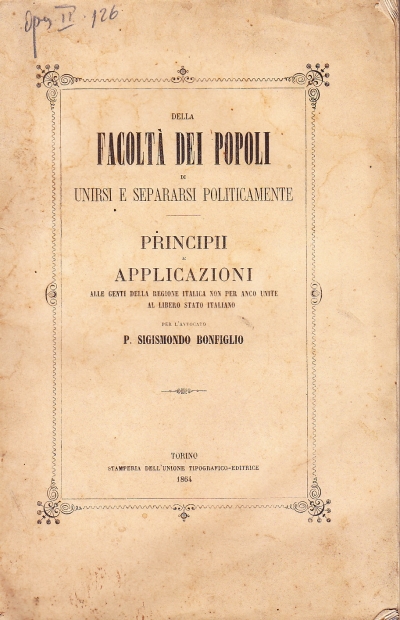 Opus II 126
DELLA
FACOLTÀ DEI POPOLI
DI
UNIRSI E SEPARARSI POLITICAMENTE
PRINCIPII
E
APPLICAZIONI
ALLE GENTI DELLA REGIONE ITALICA NON PER ANCO UNITE
AL LIBERO STATO ITALIANO
PER L'AVVOCATO
P. SIGISMONDO BONFIGLIO
TORINO
STAMPERIA DELL'UNIONE TIPOGRAFICO-EDITRICE
1864